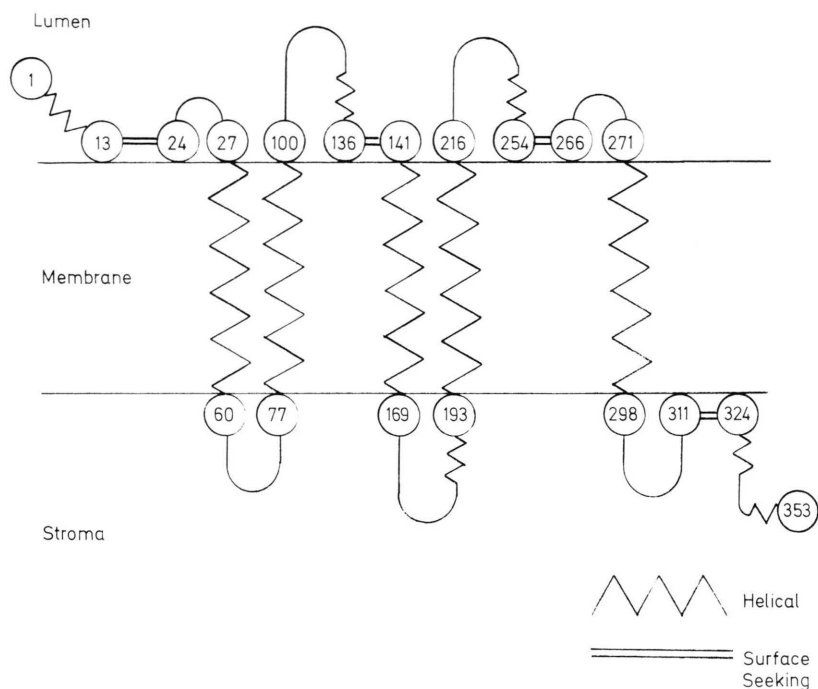 Lumen
1
13 24 27 100 136 141 216 254 266 271
Membrane
60 77 169 193 298 311 324
353
Stroma
Helical
Surface
Seeking